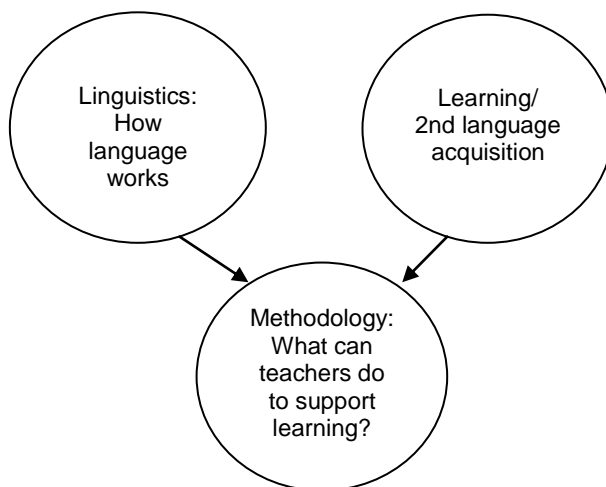 Linguistics:
How
language
works
Learning/
2nd language
acquisition
Methodology:
What can
teachers do
to support
learning?